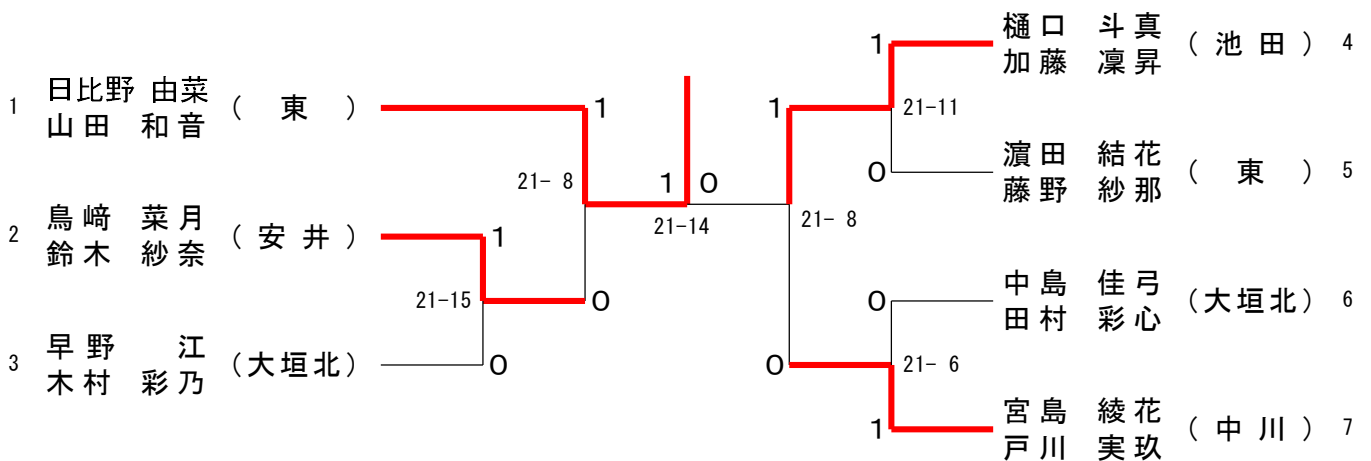 1 日比野 由菜 山田 和音 ( 東 )
2 鳥﨑 菜月 鈴木 紗奈 ( 安井 )
3 早野 江 木村 彩乃 (大垣北)
1
21- 8
1
21-15
0
0
1 0
21-14
1
21- 8
0
1
21-11
0
0
21- 6
1
樋口 斗真 加藤 凜昇 ( 池田 ) 4
濵田 結花 藤野 紗那 ( 東 ) 5
中島 佳弓 田村 彩心 (大垣北) 6
宮島 綾花 戸川 実玖 ( 中川 ) 7